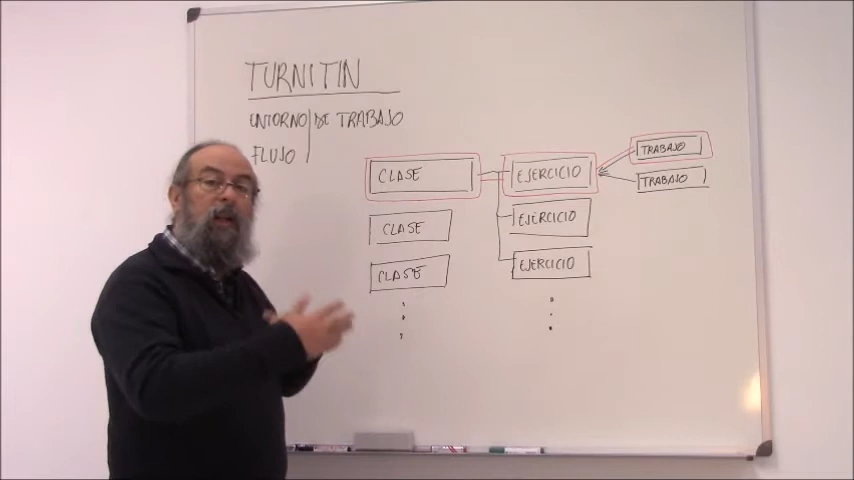 TURNITIN
ENTORNO DE TRABAJO
FLUJO
CLASE
EJERCICIO
TRABAJO
TRABAJO
CLASE
EJERCICIO
CLASE
EJERCICIO